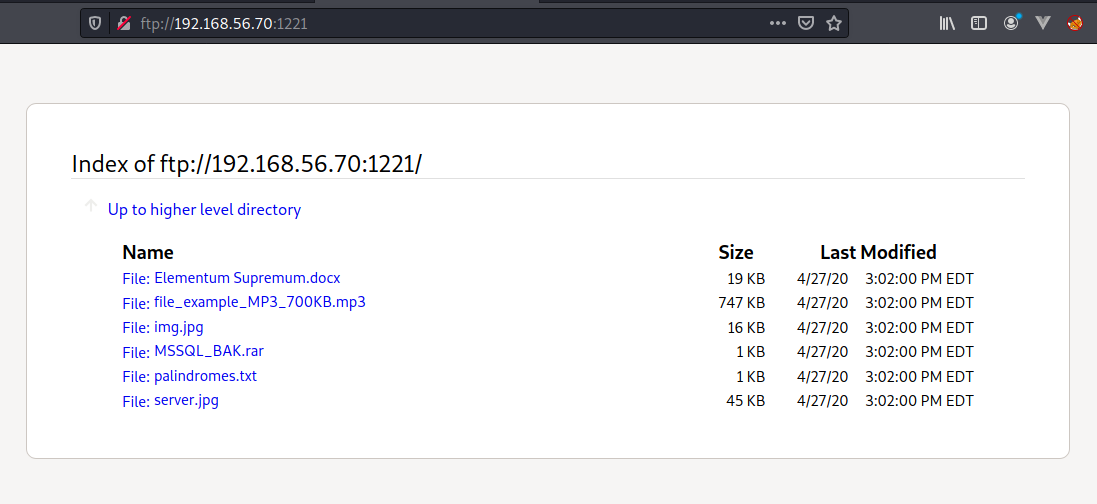 ftp://192.168.56.70:1221
Index of ftp://192.168.56.70:1221/
Up to higher level directory
Name Size Last Modified
File: Elementum Supremum.docx 19 KB 4/27/20 3:02:00 PM EDT
File: file_example_MP3_700KB.mp3 747 KB 4/27/20 3:02:00 PM EDT
File: img.jpg 16 KB 4/27/20 3:02:00 PM EDT
File: MSSQL_BAK.rar 1 KB 4/27/20 3:02:00 PM EDT
File: palindromes.txt 1 KB 4/27/20 3:02:00 PM EDT
File: server.jpg 45 KB 4/27/20 3:02:00 PM EDT